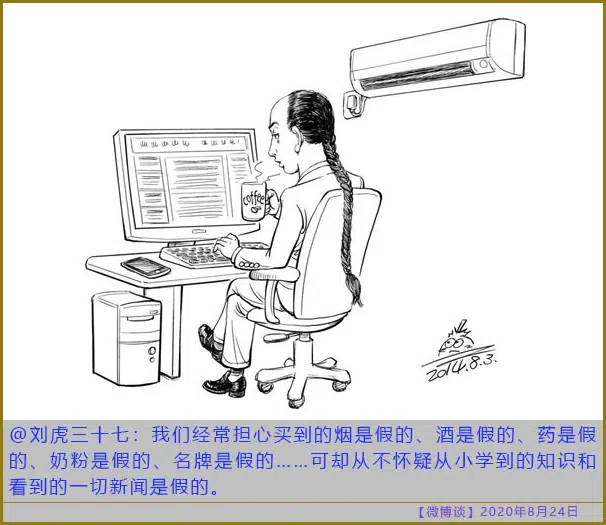 coffee
2014.8.3.
@刘虎三十七：我们经常担心买到的烟是假的、酒是假的、药是假
的、奶粉是假的、名牌是假的……可却从不怀疑从小学到的知识和
看到的一切新闻是假的。
【微博谈】2020年8月24日